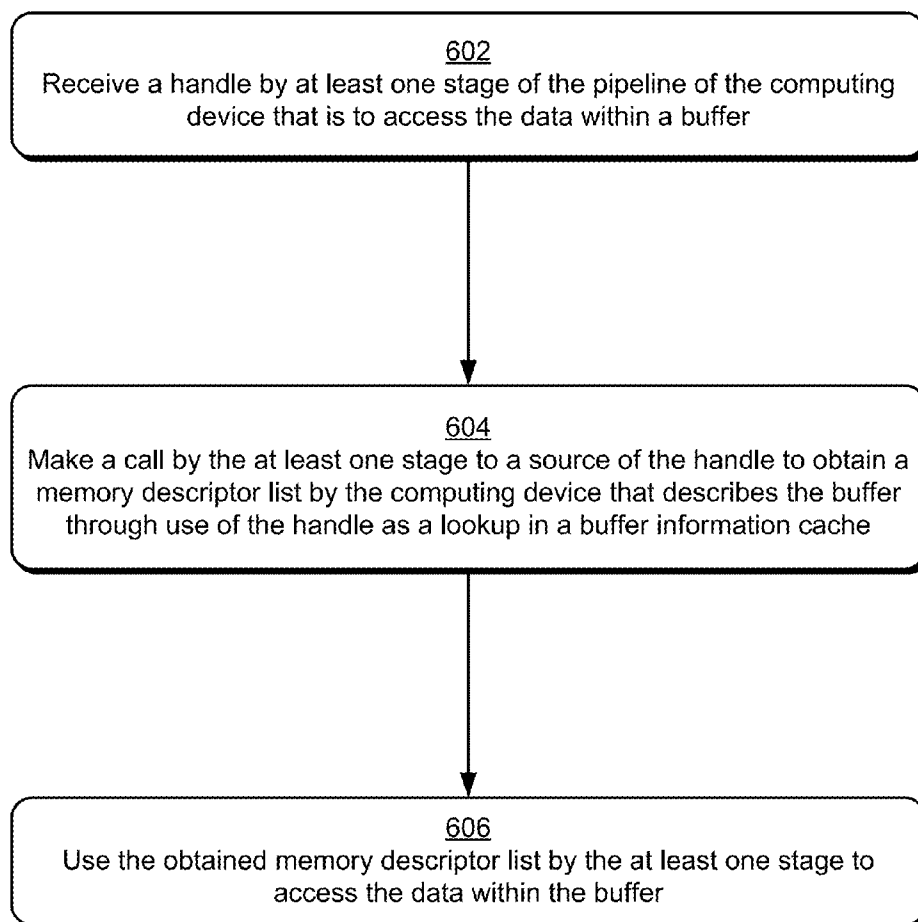 602
Receive a handle by at least one stage of the pipeline of the computing
device that is to access the data within a buffer
604
Make a call by the at least one stage to a source of the handle to obtain a
memory descriptor list by the computing device that describes the buffer
through use of the handle as a lookup in a buffer information cache
606
Use the obtained memory descriptor list by the at least one stage to
access the data within the buffer